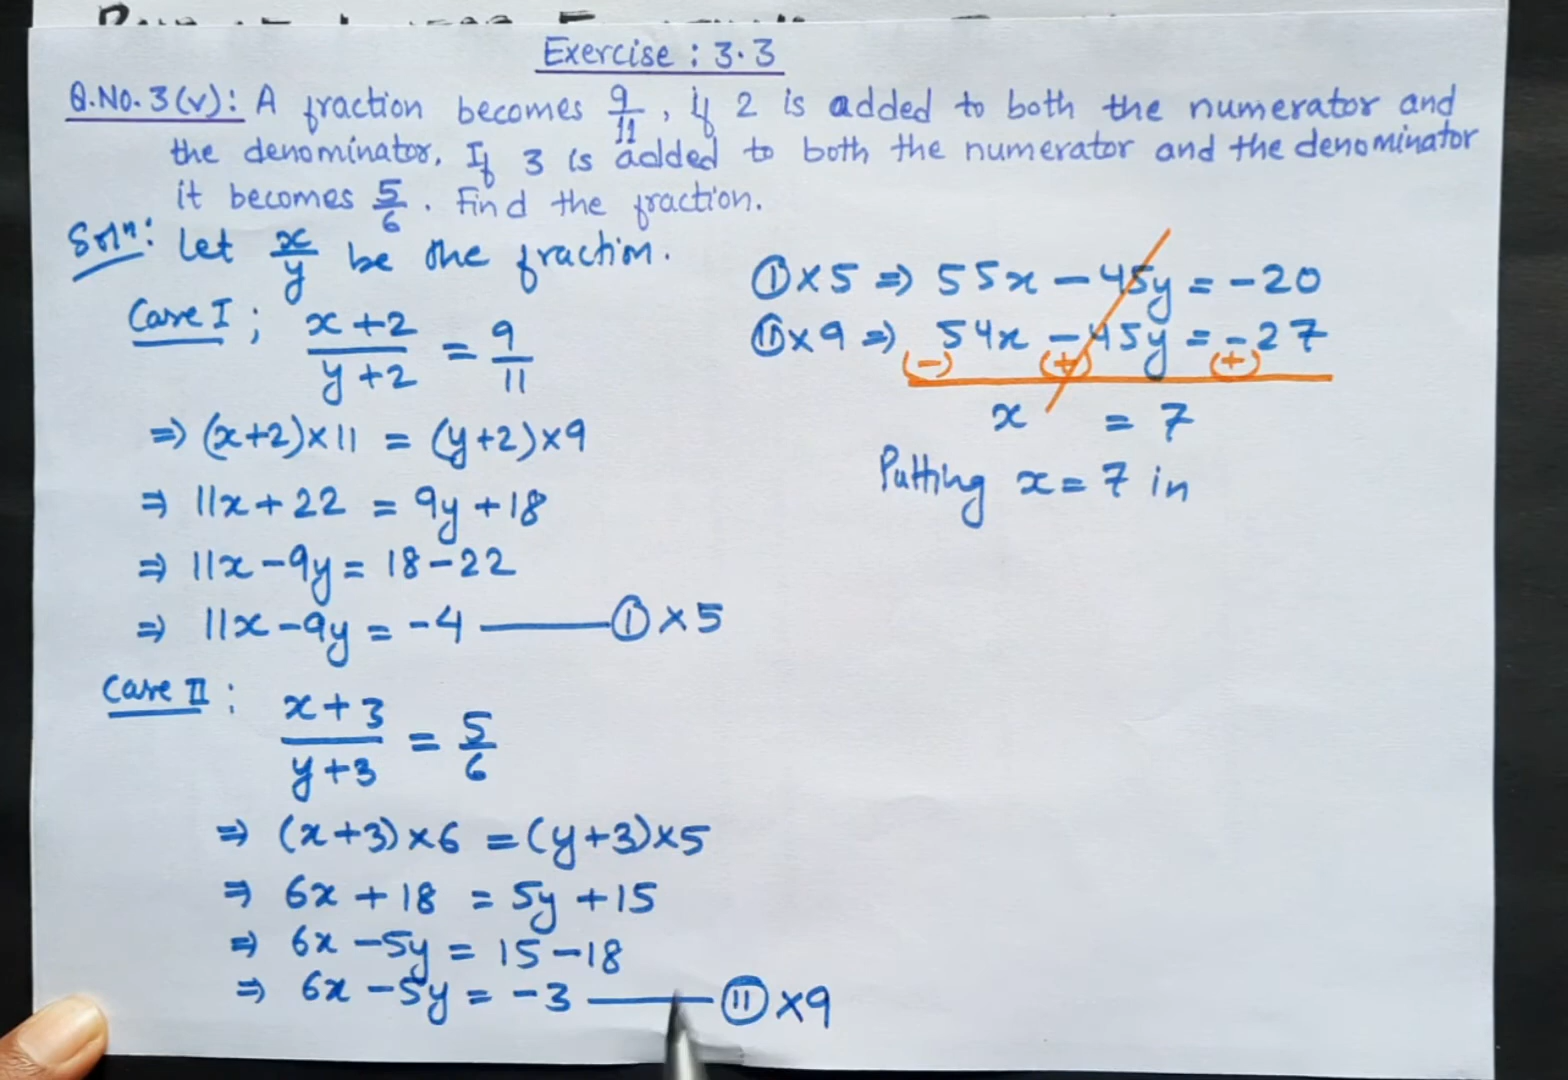 Exercise : 3.3
Q.No. 3(v): A fraction becomes 9/11, if 2 is added to both the numerator and
the denominator. If 3 is added to both the numerator and the denominator
it becomes 5/6. Find the fraction.
Solⁿ: Let x/y be the fraction.
Case I ; (x+2)/(y+2) = 9/11
⇒ (x+2)×11 = (y+2)×9
⇒ 11x+22 = 9y+18
⇒ 11x-9y = 18-22
⇒ 11x-9y = -4 ——— Ⓘ ×5
Case II : (x+3)/(y+3) = 5/6
⇒ (x+3)×6 = (y+3)×5
⇒ 6x+18 = 5y+15
⇒ 6x-5y = 15-18
⇒ 6x-5y = -3 ——— (II) ×9
Ⓘ×5 ⇒ 55x-45y = -20
(II)×9 ⇒ 54x-45y = -27
(-) (+) (+)
x = 7
Putting x = 7 in